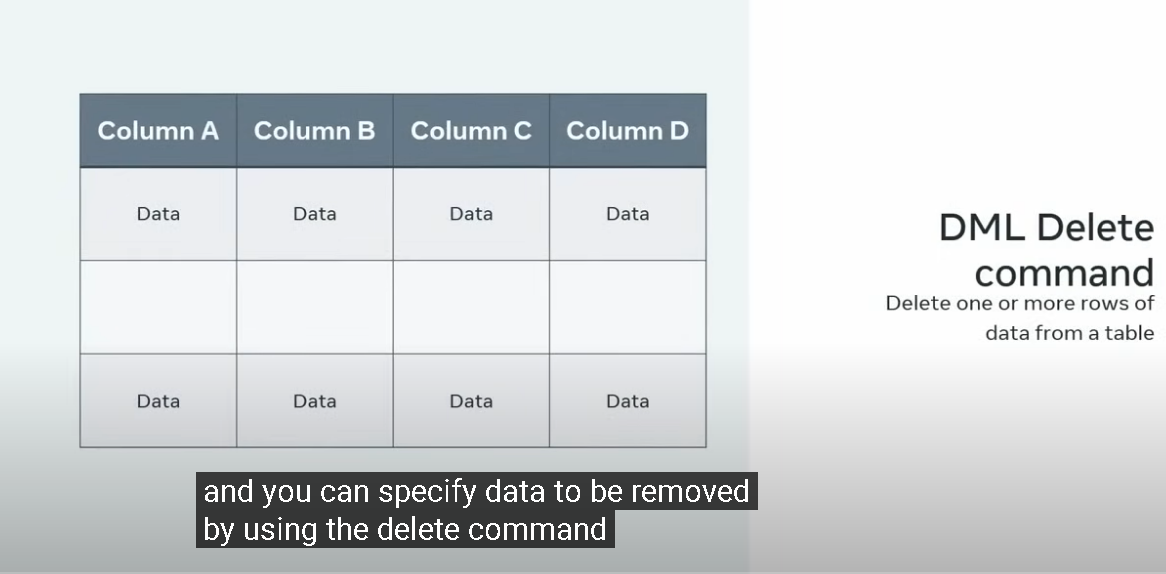 Column A Column B Column C Column D
Data Data Data Data
Data Data Data Data
DML Delete
command
Delete one or more rows of
data from a table
and you can specify data to be removed
by using the delete command